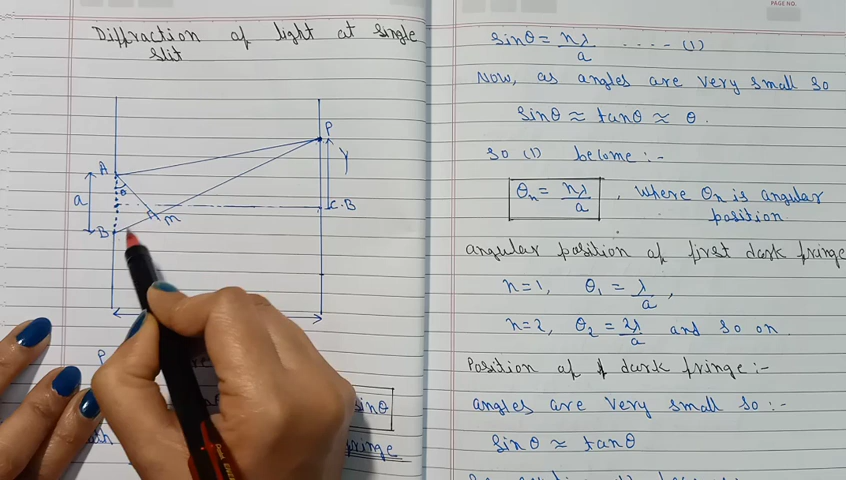 PAGE NO.
Diffraction of light at single
slit
A
P
θ
y
a
M
C.B
B
P
sinθ
fringe
sinθ = nλ/a ----- (1)
Now, as angles are very small so
sinθ ≈ tanθ ≈ θ.
so (1) become :-
θn = nλ/a , where θn is angular
position
angular position of first dark fringe
n=1, θ1 = λ/a ,
n=2, θ2 = 2λ/a and so on.
Position of dark fringe :-
angles are very small so :-
sinθ ≈ tanθ